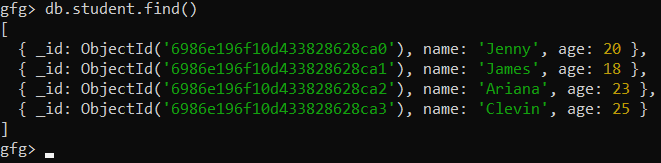 gfg> db.student.find()
[
  { _id: ObjectId('6986e196f10d433828628ca0'), name: 'Jenny', age: 20 },
  { _id: ObjectId('6986e196f10d433828628ca1'), name: 'James', age: 18 },
  { _id: ObjectId('6986e196f10d433828628ca2'), name: 'Ariana', age: 23 },
  { _id: ObjectId('6986e196f10d433828628ca3'), name: 'Clevin', age: 25 }
]
gfg>